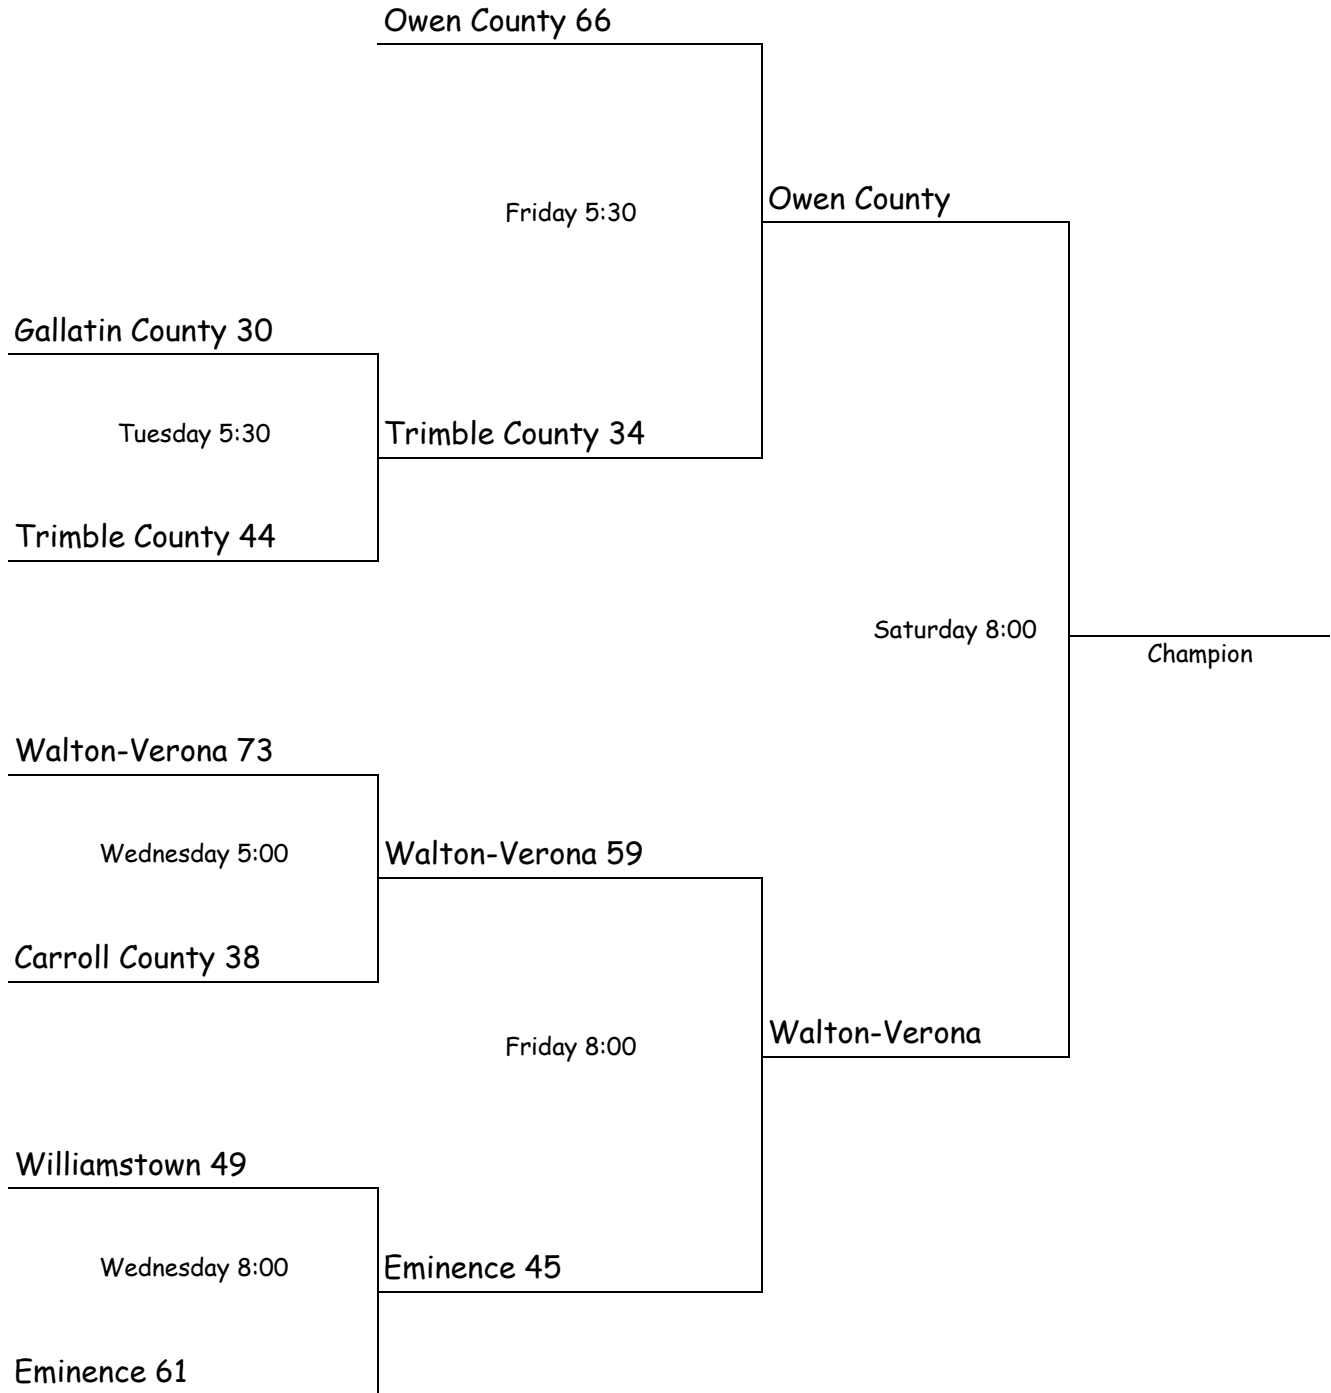 Owen County 66
Friday 5:30
Owen County
Gallatin County 30
Tuesday 5:30
Trimble County 34
Trimble County 44
Saturday 8:00
Champion
Walton-Verona 73
Wednesday 5:00
Walton-Verona 59
Carroll County 38
Friday 8:00
Walton-Verona
Williamstown 49
Wednesday 8:00
Eminence 45
Eminence 61